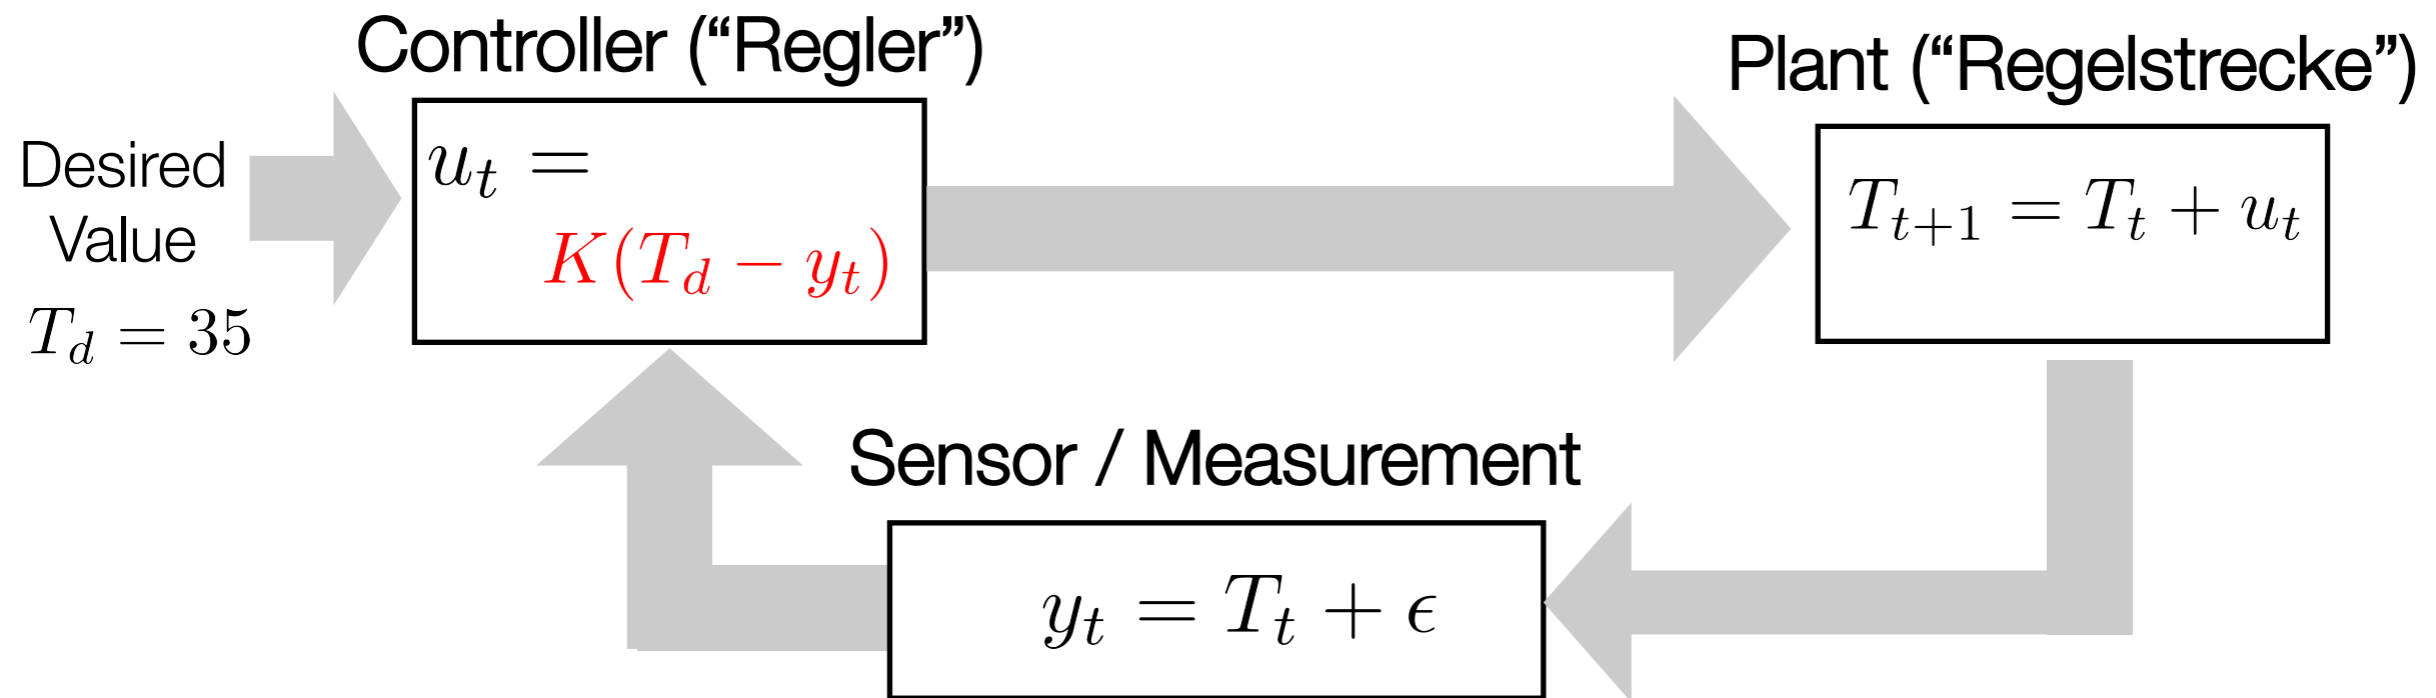 Controller (“Regler”)
Plant (“Regelstrecke”)
Desired
Value
T_d = 35
u_t =
K(T_d − y_t)
T_{t+1} = T_t + u_t
Sensor / Measurement
y_t = T_t + ϵ